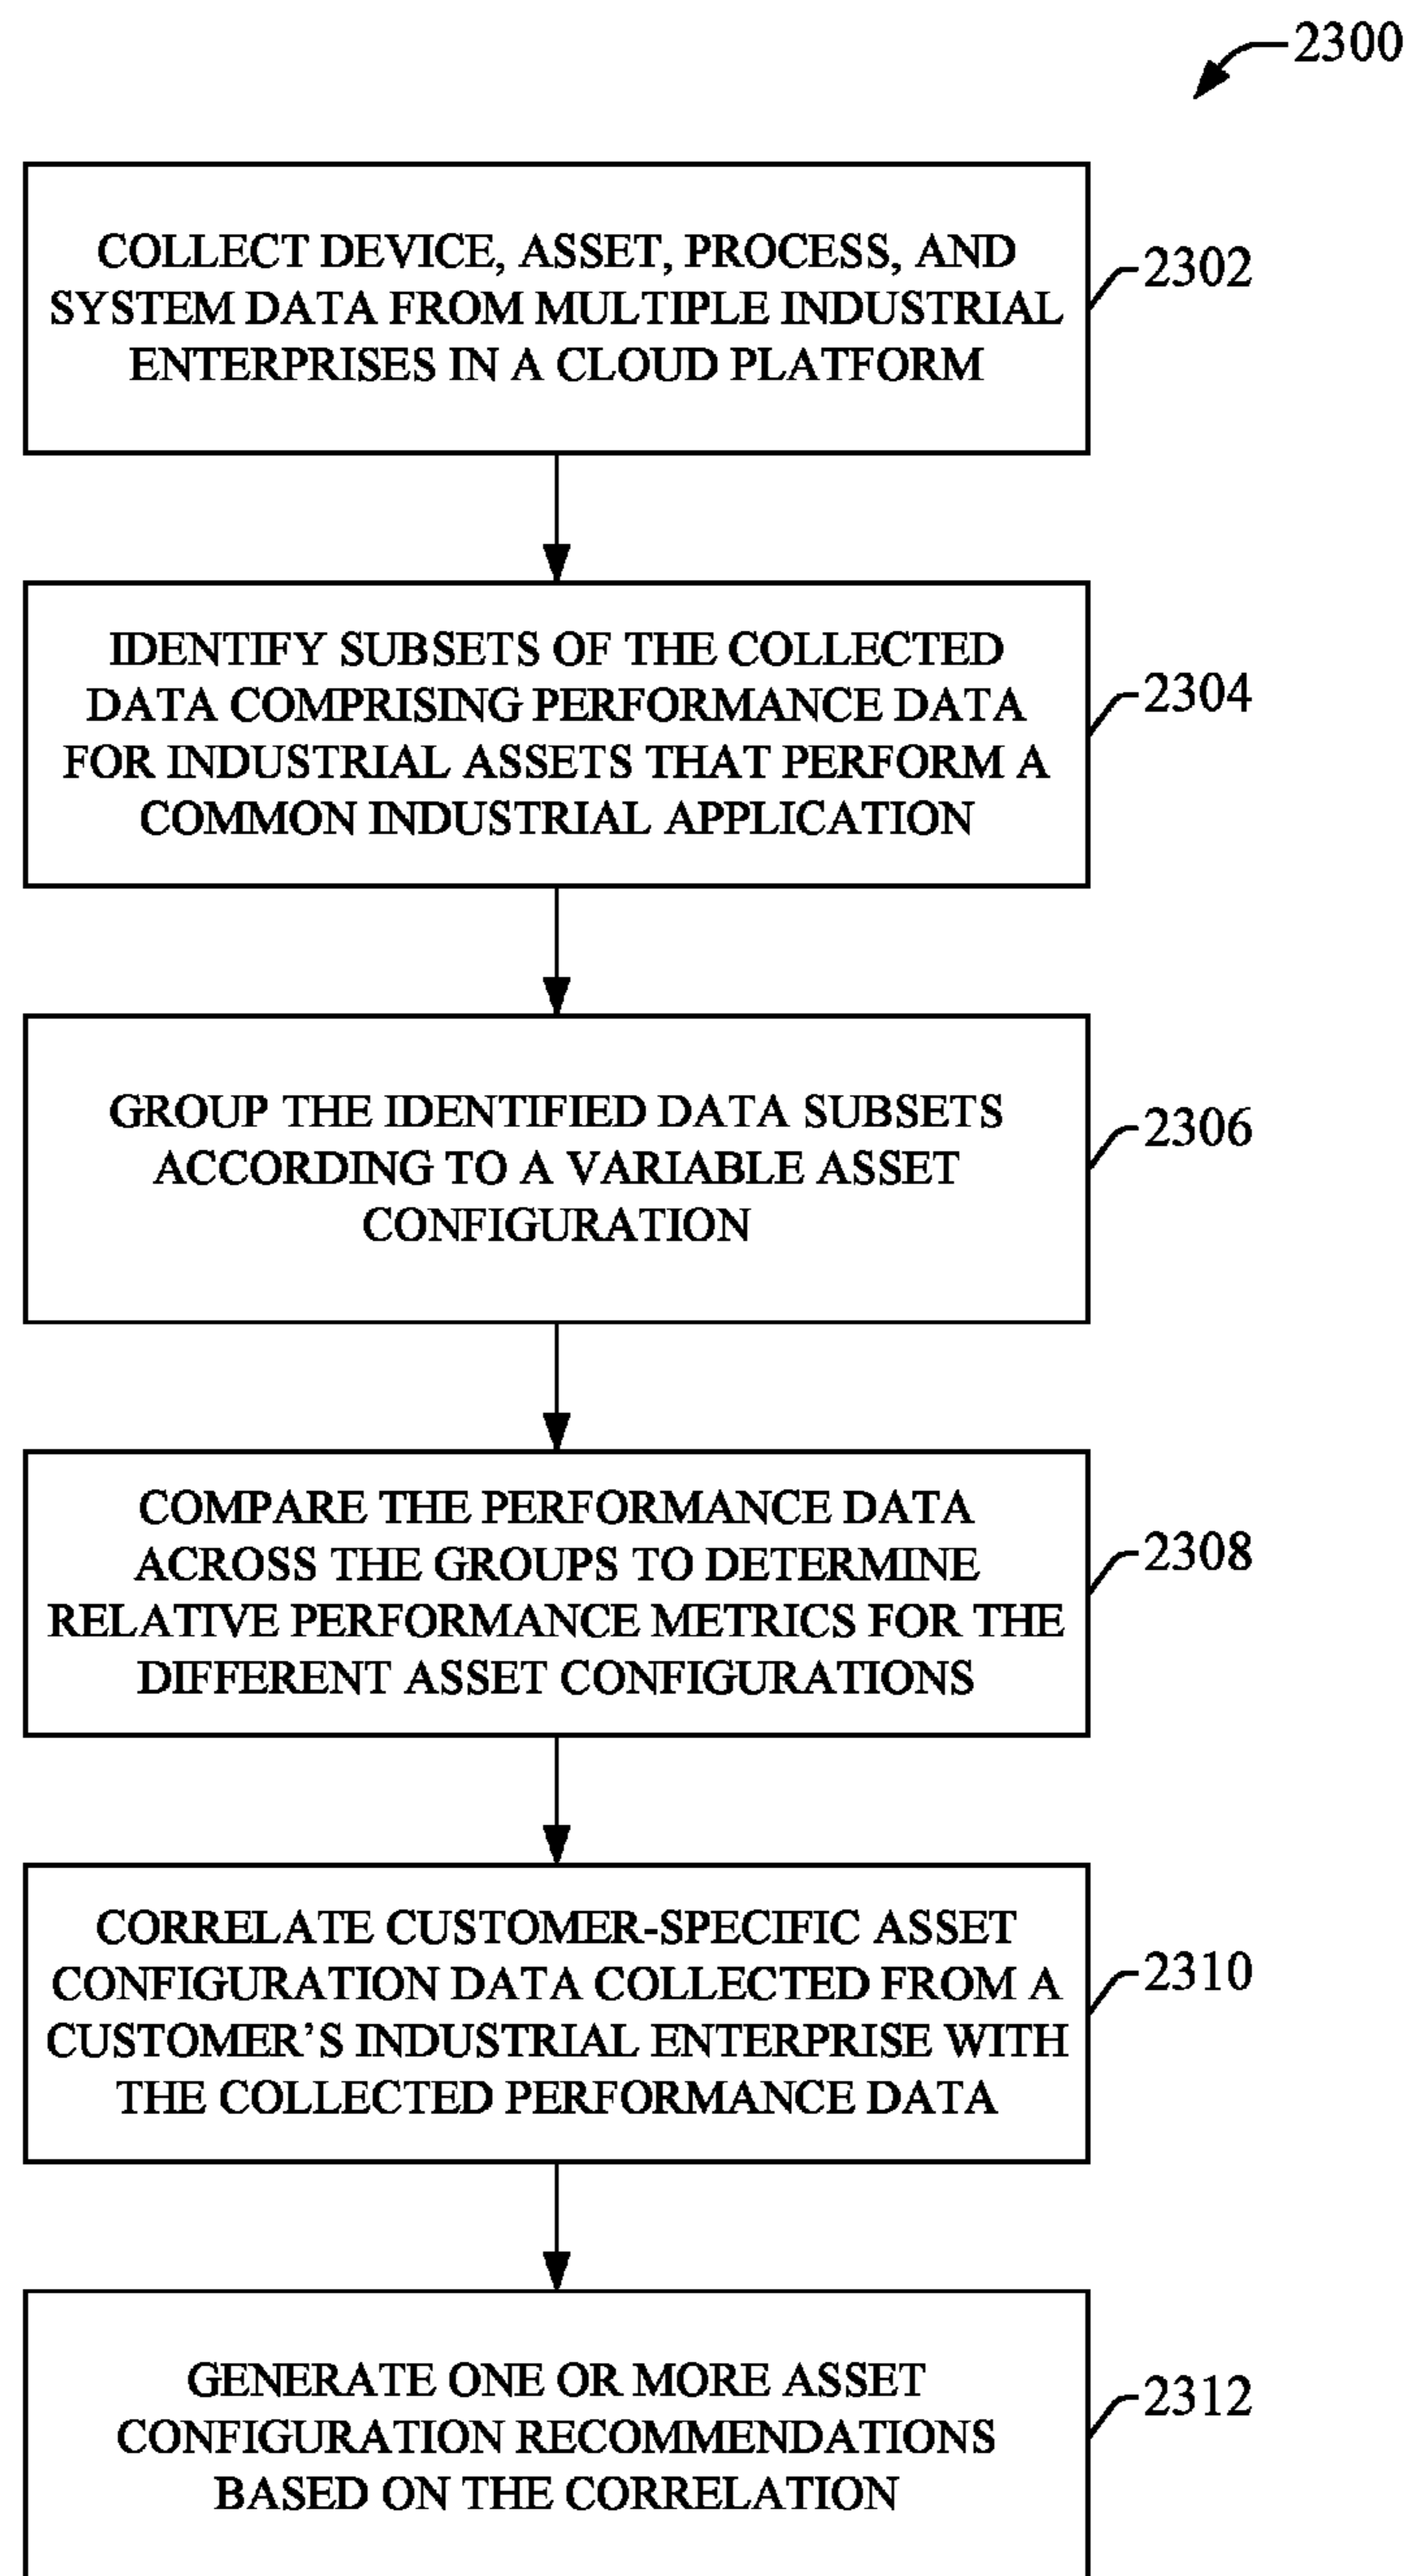 2300
COLLECT DEVICE, ASSET, PROCESS, AND
SYSTEM DATA FROM MULTIPLE INDUSTRIAL
ENTERPRISES IN A CLOUD PLATFORM
2302
IDENTIFY SUBSETS OF THE COLLECTED
DATA COMPRISING PERFORMANCE DATA
FOR INDUSTRIAL ASSETS THAT PERFORM A
COMMON INDUSTRIAL APPLICATION
2304
GROUP THE IDENTIFIED DATA SUBSETS
ACCORDING TO A VARIABLE ASSET
CONFIGURATION
2306
COMPARE THE PERFORMANCE DATA
ACROSS THE GROUPS TO DETERMINE
RELATIVE PERFORMANCE METRICS FOR THE
DIFFERENT ASSET CONFIGURATIONS
2308
CORRELATE CUSTOMER-SPECIFIC ASSET
CONFIGURATION DATA COLLECTED FROM A
CUSTOMER’S INDUSTRIAL ENTERPRISE WITH
THE COLLECTED PERFORMANCE DATA
2310
GENERATE ONE OR MORE ASSET
CONFIGURATION RECOMMENDATIONS
BASED ON THE CORRELATION
2312